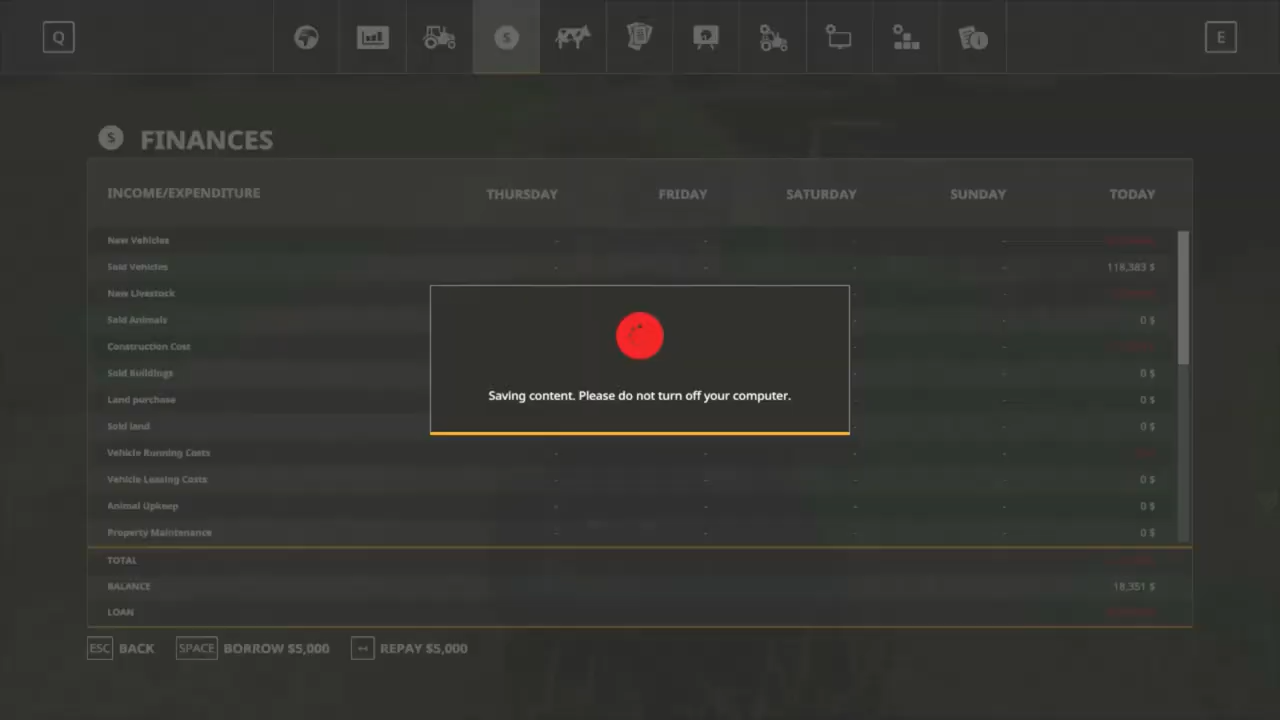 Q
E
FINANCES
INCOME/EXPENDITURE THURSDAY FRIDAY SATURDAY SUNDAY TODAY
New Vehicles - - -
Sold Vehicles - - - - 118,383 $
New Livestock - -
Sold Animals - - 0 $
Construction Cost - -
Sold Buildings - - 0 $
Land purchase - - 0 $
Sold land - - 0 $
Saving content. Please do not turn off your computer.
Vehicle Running Costs - - - -
Vehicle Leasing Costs - - - - 0 $
Animal Upkeep - - - - 0 $
Property Maintenance - - - - 0 $
TOTAL
BALANCE 18,351 $
LOAN
ESC BACK SPACE BORROW $5,000 ↔ REPAY $5,000